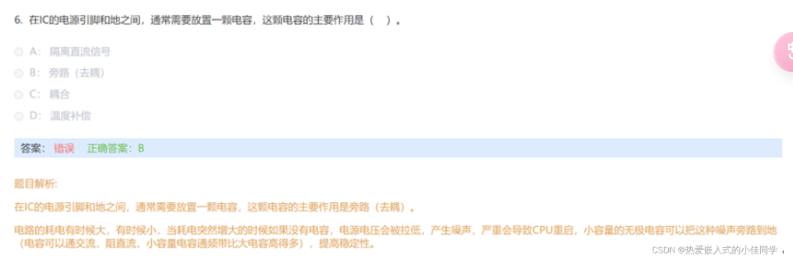 6. 在IC的电源引脚和地之间，通常需要放置一颗电容，这颗电容的主要作用是（ ）。
A： 隔离直流信号
B： 旁路（去耦）
C： 耦合
D： 温度补偿
答案： 错误 正确答案：B
题目解析:
在IC的电源引脚和地之间，通常需要放置一颗电容，这颗电容的主要作用是旁路（去耦）。
电路的耗电有时候大，有时候小，当耗电突然增大的时候如果没有电容，电源电压会被拉低，产生噪声，严重会导致CPU重启，小容量的无极电容可以把这种噪声旁路到地
（电容可以通交流、阻直流、小容量电容通频带比大电容高得多），提高稳定性。
CSDN @热爱嵌入式的小佳同学